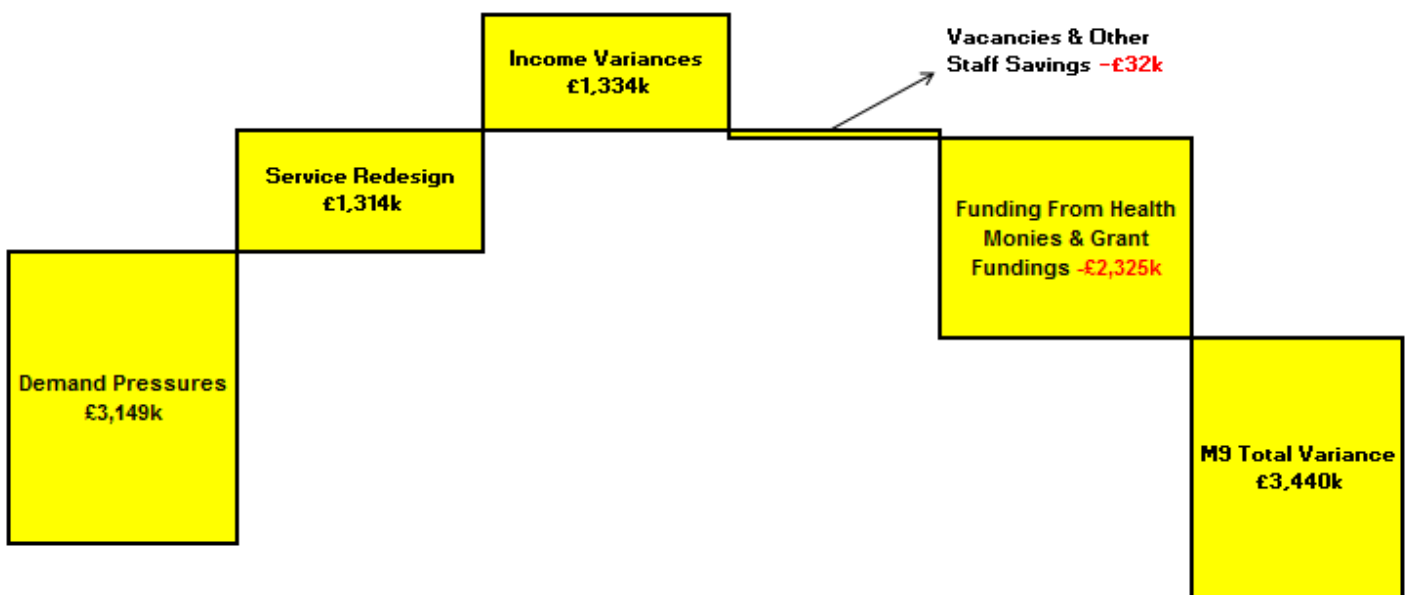 Income Variances
£1,334k
Vacancies & Other
Staff Savings -£32k
Service Redesign
£1,314k
Funding From Health
Monies & Grant
Fundings -£2,325k
Demand Pressures
£3,149k
M9 Total Variance
£3,440k